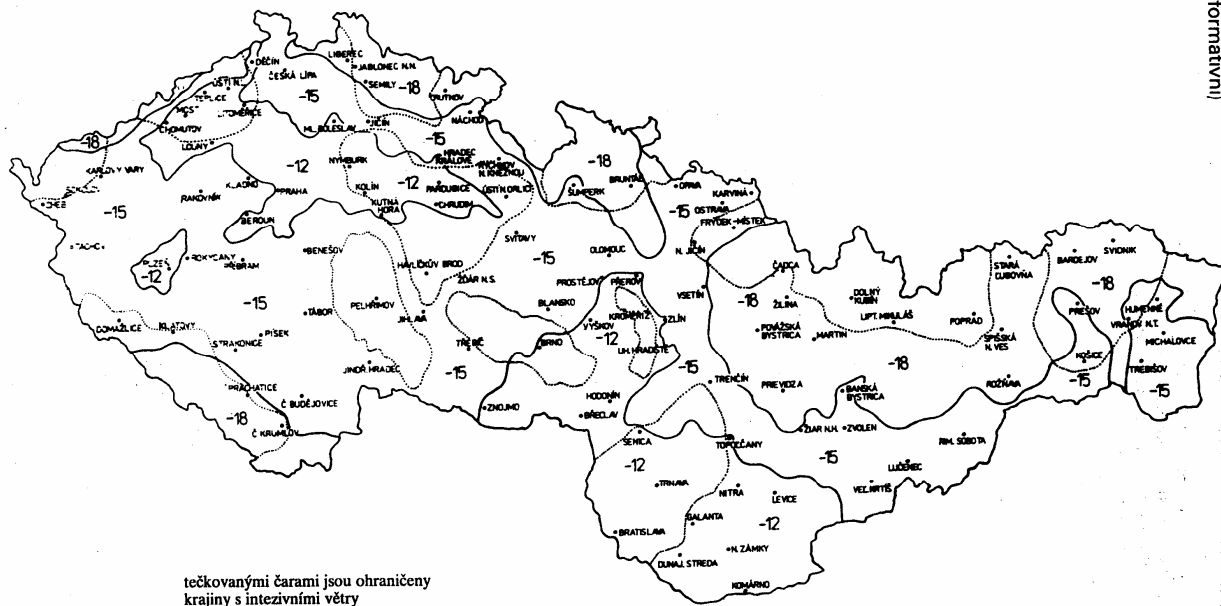 formativní)
LIBEREC
DĚČÍN
JABLONEC N.N.
ČESKÁ LÍPA
SEMILY
ÚSTÍ N.
TEPLICE
-15
-18
TRUTNOV
MOST
LITOMĚŘICE
NÁCHOD
CHOMUTOV
ML. BOLESLAV
JIČÍN
-18
LOUNY
-15
-12
HRADEC
KRÁLOVÉ
RYCHNOV
N. KNĚŽNOU
-18
KARLOVY VARY
NYMBURK
KLADNO
PRAHA
-12
PARDUBICE
ŠUMPERK
BRUNTÁL
OPAVA
KARVINÁ
CHEB
RAKOVNÍK
KOLÍN
ÚSTÍ N. ORLICÍ
-15
OSTRAVA
-15
KUTNÁ
HORA
CHRUDIM
FRÝDEK-MÍSTEK
BEROUN
SVITAVY
OLOMOUC
N. JIČÍN
SVIDNÍK
TACHOV
BENEŠOV
-15
BARDEJOV
ROKYCANY
PLZEŇ
-12
PŘÍBRAM
HAVLÍČKŮV BROD
STARÁ
ĽUBOVŇA
ČADCA
ŽĎÁR N.S.
PROSTĚJOV
PŘEROV
-18
VSETÍN
-18
DOLNÝ
KUBÍN
ŽILINA
PELHŘIMOV
BLANSKO
KROMĚŘÍŽ
PREŠOV
HUMENNÉ
-15
TÁBOR
JIHLAVA
VYŠKOV
ZLÍN
LIPT. MIKULÁŠ
POPRAD
VRANOV N.T.
DOMAŽLICE
KLATOVY
PÍSEK
-12
POVÁŽSKÁ
BYSTRICA
MARTIN
SPIŠSKÁ
N. VES
MICHALOVCE
STRAKONICE
TŘEBÍČ
BRNO
UH. HRADIŠTĚ
KOŠICE
TREBIŠOV
JINDŘ. HRADEC
-15
-15
-18
TRENČÍN
PRIEVIDZA
BANSKÁ
BYSTRICA
ROŽŇAVA
-15
-15
PRACHATICE
HODONÍN
Č BUDĚJOVICE
ZNOJMO
BŘECLAV
-18
Č KRUMLOV
SENICA
TOPOĽČANY
ŽIAR N.H.
ZVOLEN
RIM. SOBOTA
-12
-15
LUČENEC
TRNAVA
NITRA
LEVICE
VEĽ. KRTÍŠ
GALANTA
-12
BRATISLAVA
N. ZÁMKY
DUNAJ. STREDA
KOMÁRNO
tečkovanými čarami jsou ohraničeny
krajiny s intezivními větry